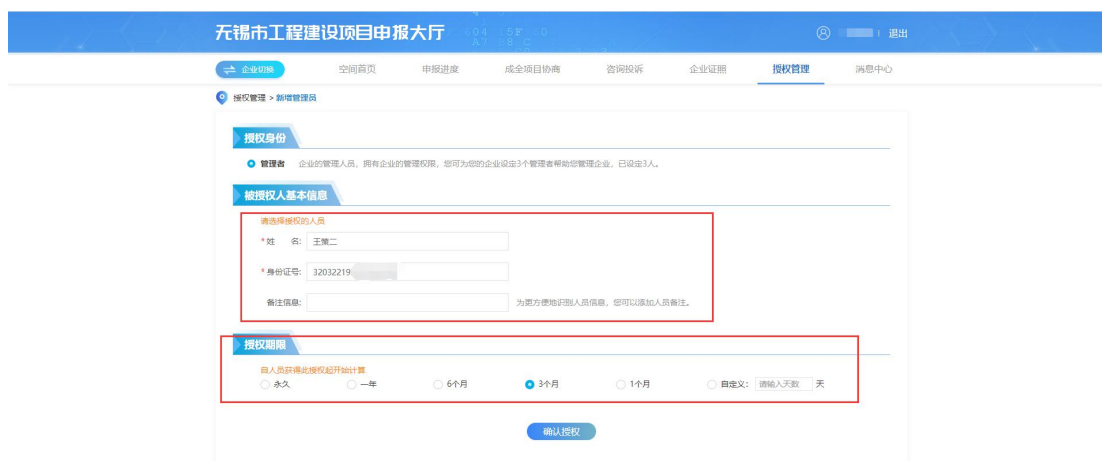 无锡市工程建设项目申报大厅
退出
企业切换 空间首页 申报进度 成全项目协商 咨询投诉 企业证照 授权管理 消息中心
授权管理 > 新增管理员
授权身份
管理者 企业的管理人员，拥有企业的管理权限，您可为您的企业设定3个管理者帮助您管理企业，已设定3人。
被授权人基本信息
请选择授权的人员
*姓 名: 王策二
*身份证号: 32032219
备注信息: 为更方便地识别人员信息，您可以添加人员备注。
授权期限
自人员获得此授权起开始计算
永久 一年 6个月 3个月 1个月 自定义: 请输入天数 天
确认授权